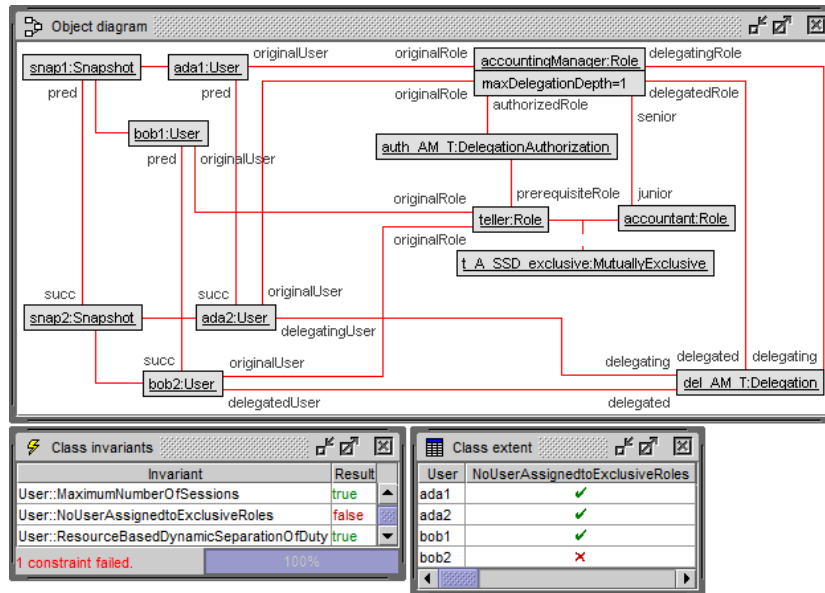 Object diagram
originalUser
originalRole
delegatingRole
snap1:Snapshot
ada1:User
accountingManager:Role
pred
pred
originalRole
maxDelegationDepth=1
delegatedRole
authorizedRole
senior
bob1:User
auth_AM_T:DelegationAuthorization
pred
originalUser
prerequisiteRole
junior
originalRole
teller:Role
accountant:Role
originalRole
t_A_SSD_exclusive:MutuallyExclusive
succ
succ
originalUser
snap2:Snapshot
ada2:User
delegatingUser
succ
originalUser
delegating
delegated
delegating
bob2:User
del_AM_T:Delegation
delegatedUser
delegated
Class invariants
Invariant Result
User::MaximumNumberOfSessions true
User::NoUserAssignedtoExclusiveRoles false
User::ResourceBasedDynamicSeparationOfDuty true
1 constraint failed. 100%
Class extent
User NoUserAssignedtoExclusiveRoles
ada1
ada2
bob1
bob2